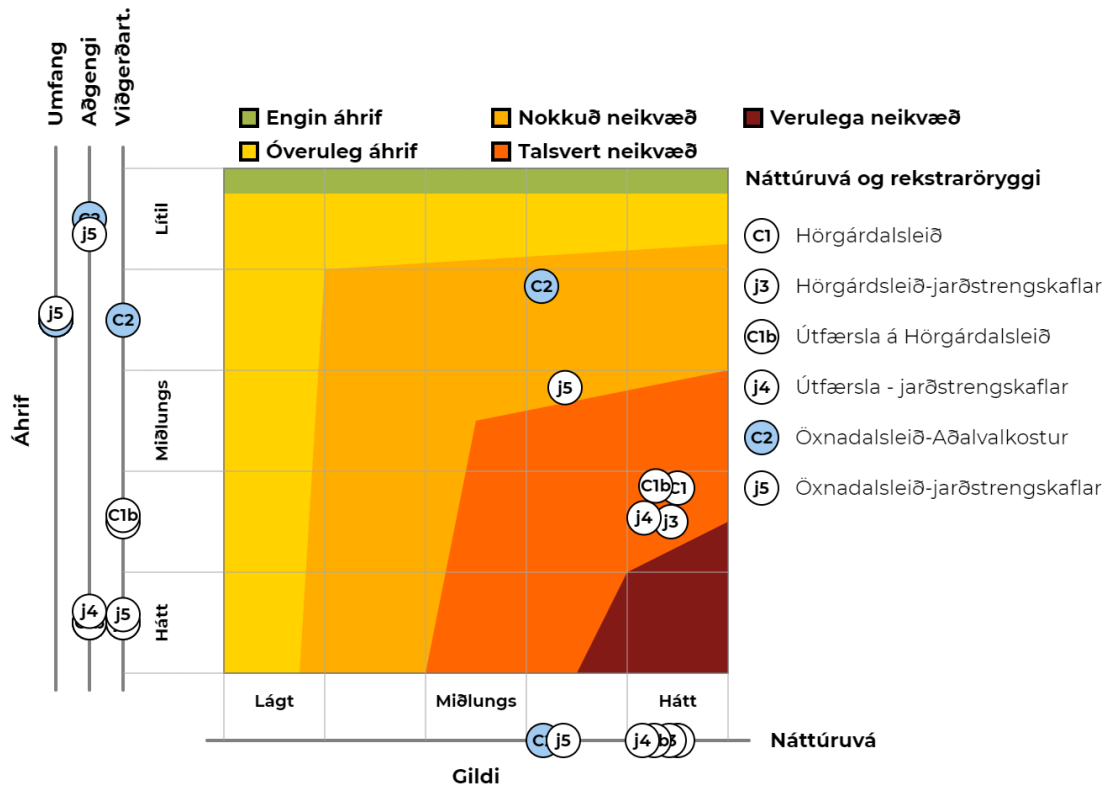 Umfang
Aðgengi
Viðgerðart.
Engin áhrif
Nokkuð neikvæð
Verulega neikvæð
Óveruleg áhrif
Talsvert neikvæð
Náttúruvá og rekstraröryggi
C1 Hörgárdalsleið
j3 Hörgárdsleið-jarðstrengskaflar
C1b Útfærsla á Hörgárdalsleið
j4 Útfærsla - jarðstrengskaflar
C2 Öxnadalsleið-Aðalvalkostur
j5 Öxnadalsleið-jarðstrengskaflar
Lítil
Miðlungs
Hátt
Áhrif
C2
j5
j5
C2
C1b
j4
j5
C2
j5
C1b
C1
j4
j3
Lágt
Miðlungs
Hátt
j5
j4
Náttúruvá
Gildi